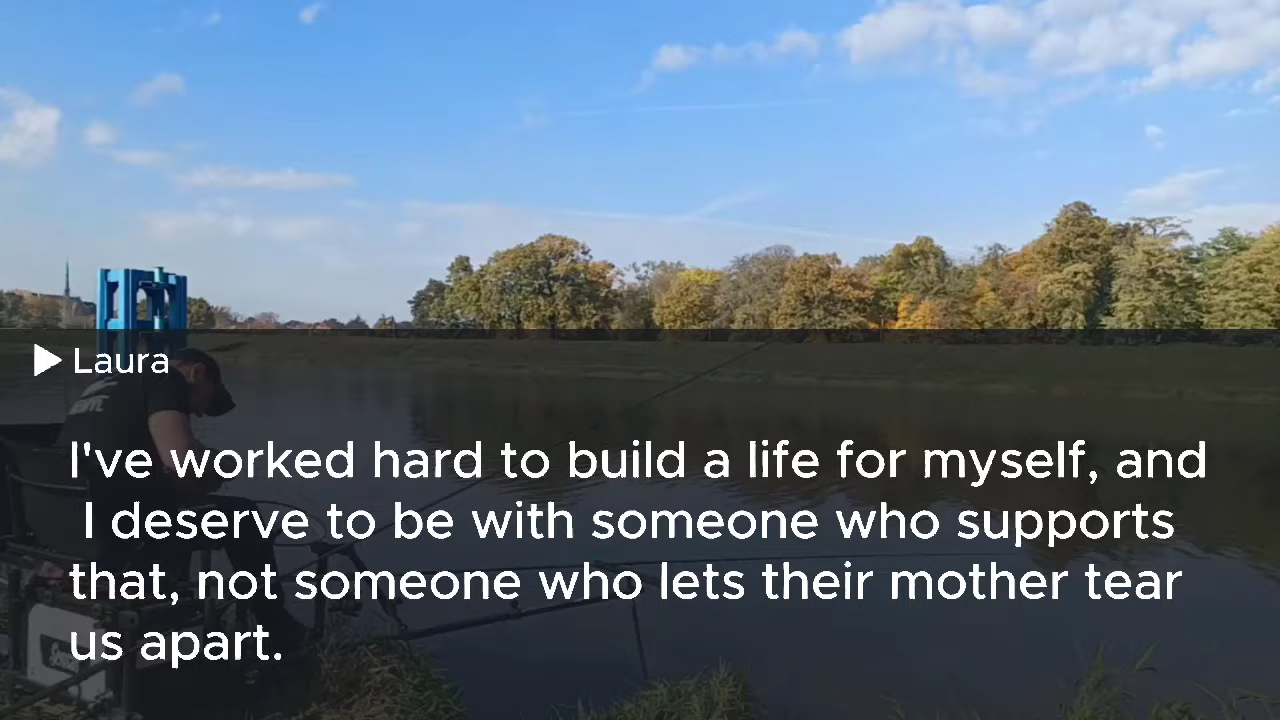 Laura
I've worked hard to build a life for myself, and
I deserve to be with someone who supports
that, not someone who lets their mother tear
us apart.